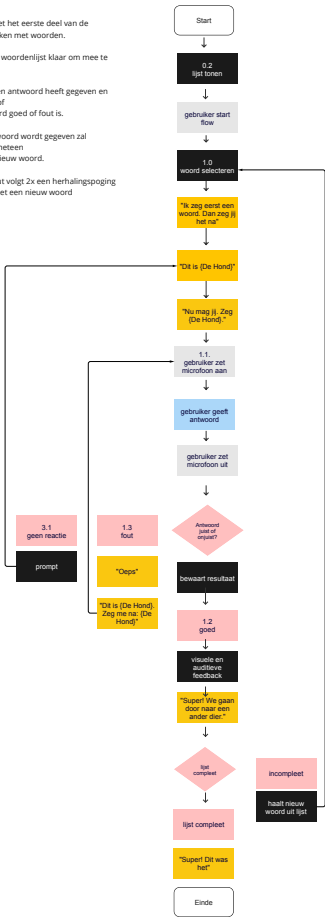 et het eerste deel van de
ken met woorden.
woordenlijst klaar om mee te
en antwoord heeft gegeven en
of
rd goed of fout is.
woord wordt gegeven zal
meteen
nieuw woord.
ut volgt 2x een herhalingspoging
et een nieuw woord
Start
0.2
lijst tonen
gebruiker start
flow
1.0
woord selecteren
"Ik zeg eerst een
woord. Dan zeg jij
het na"
"Dit is {De Hond}"
"Nu mag jij. Zeg
{De Hond}."
1.1.
gebruiker zet
microfoon aan
gebruiker geeft
antwoord
gebruiker zet
microfoon uit
3.1
geen reactie
prompt
1.3
fout
"Oeps"
"Dit is {De Hond}.
Zeg me na: {De
Hond}"
Antwoord
juist of
onjuist?
bewaart resultaat
1.2
goed
visuele en
auditieve
feedback
"Super! We gaan
door naar een
ander dier."
lijst
compleet
incompleet
haalt nieuw
woord uit lijst
lijst compleet
"Super! Dit was
het"
Einde